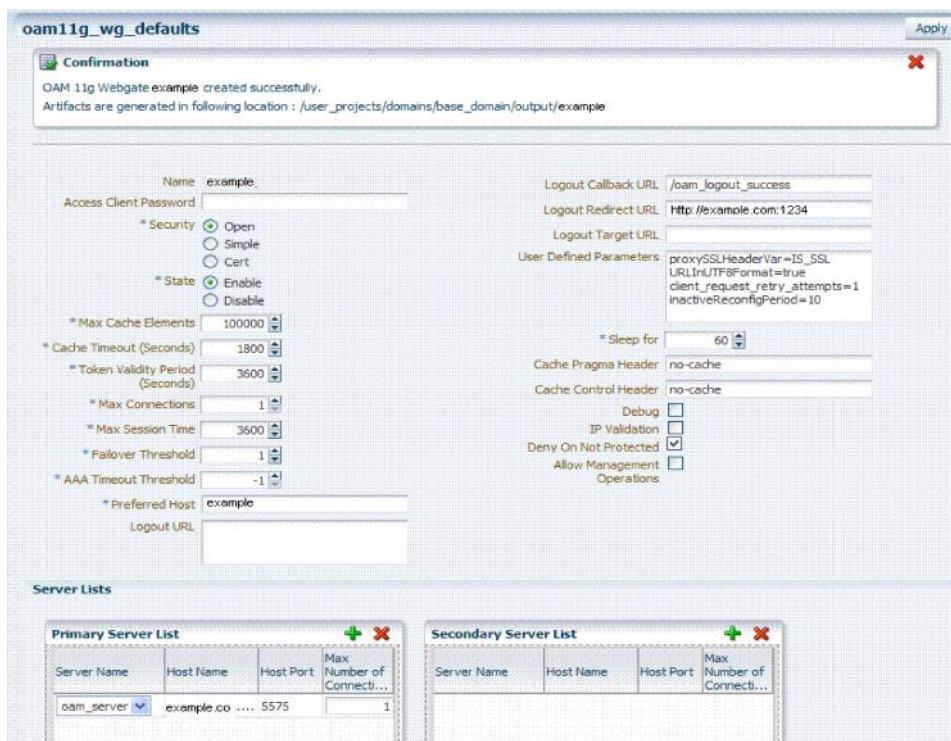 oam11g_wg_defaults
Apply
Confirmation
OAM 11g Webgate example created successfully.
Artifacts are generated in following location : /user_projects/domains/base_domain/output/example
Name example_
Access Client Password
* Security Open
Simple
Cert
* State Enable
Disable
* Max Cache Elements 100000
* Cache Timeout (Seconds) 1800
* Token Validity Period
(Seconds) 3600
* Max Connections 1
* Max Session Time 3600
* Failover Threshold 1
* AAA Timeout Threshold -1
* Preferred Host example
Logout URL
Logout Callback URL /oam_logout_success
Logout Redirect URL http://example.com:1234
Logout Target URL
User Defined Parameters proxySSLHeaderVar=IS_SSL
URLInUTF8Format=true
client_request_retry_attempts=1
inactiveReconfigPeriod=10
* Sleep for 60
Cache Pragma Header no-cache
Cache Control Header no-cache
Debug
IP Validation
Deny On Not Protected
Allow Management
Operations
Server Lists
Primary Server List
Server Name Host Name Host Port Max
Number of
Connecti...
oam_server example.co .... 5575 1
Secondary Server List
Server Name Host Name Host Port Max
Number of
Connecti...